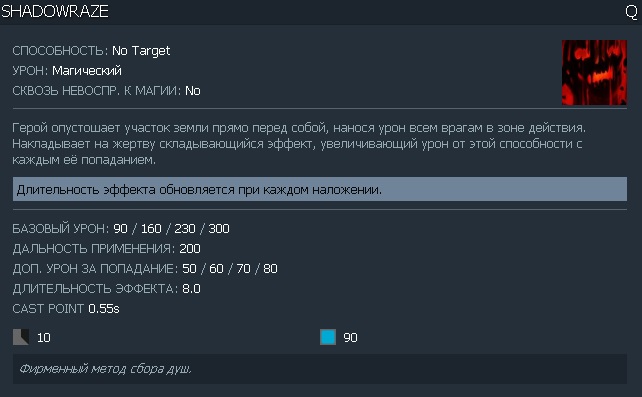 SHADOWRAZE Q
СПОСОБНОСТЬ: No Target
УРОН: Магический
СКВОЗЬ НЕВОСПР. К МАГИИ: No
Герой опустошает участок земли прямо перед собой, нанося урон всем врагам в зоне действия.
Накладывает на жертву складывающийся эффект, увеличивающий урон от этой способности с
каждым её попаданием.
Длительность эффекта обновляется при каждом наложении.
БАЗОВЫЙ УРОН: 90 / 160 / 230 / 300
ДАЛЬНОСТЬ ПРИМЕНЕНИЯ: 200
ДОП. УРОН ЗА ПОПАДАНИЕ: 50 / 60 / 70 / 80
ДЛИТЕЛЬНОСТЬ ЭФФЕКТА: 8.0
CAST POINT 0.55s
10 90
Фирменный метод сбора душ.